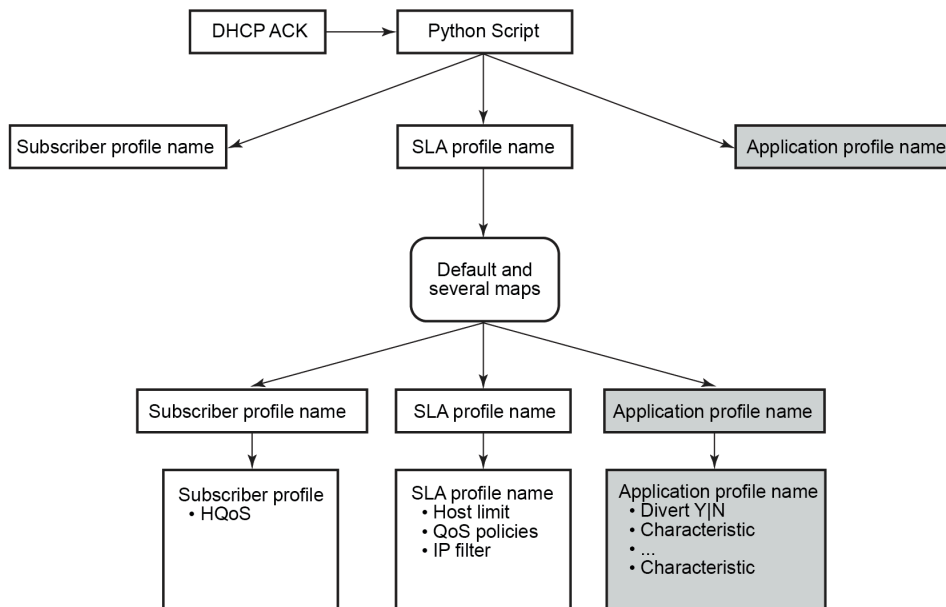 DHCP ACK
Python Script
Subscriber profile name
SLA profile name
Application profile name
Default and
several maps
Subscriber profile name
SLA profile name
Application profile name
Subscriber profile
• HQoS
SLA profile name
• Host limit
• QoS policies
• IP filter
Application profile name
• Divert Y|N
• Characteristic
• ...
• Characteristic